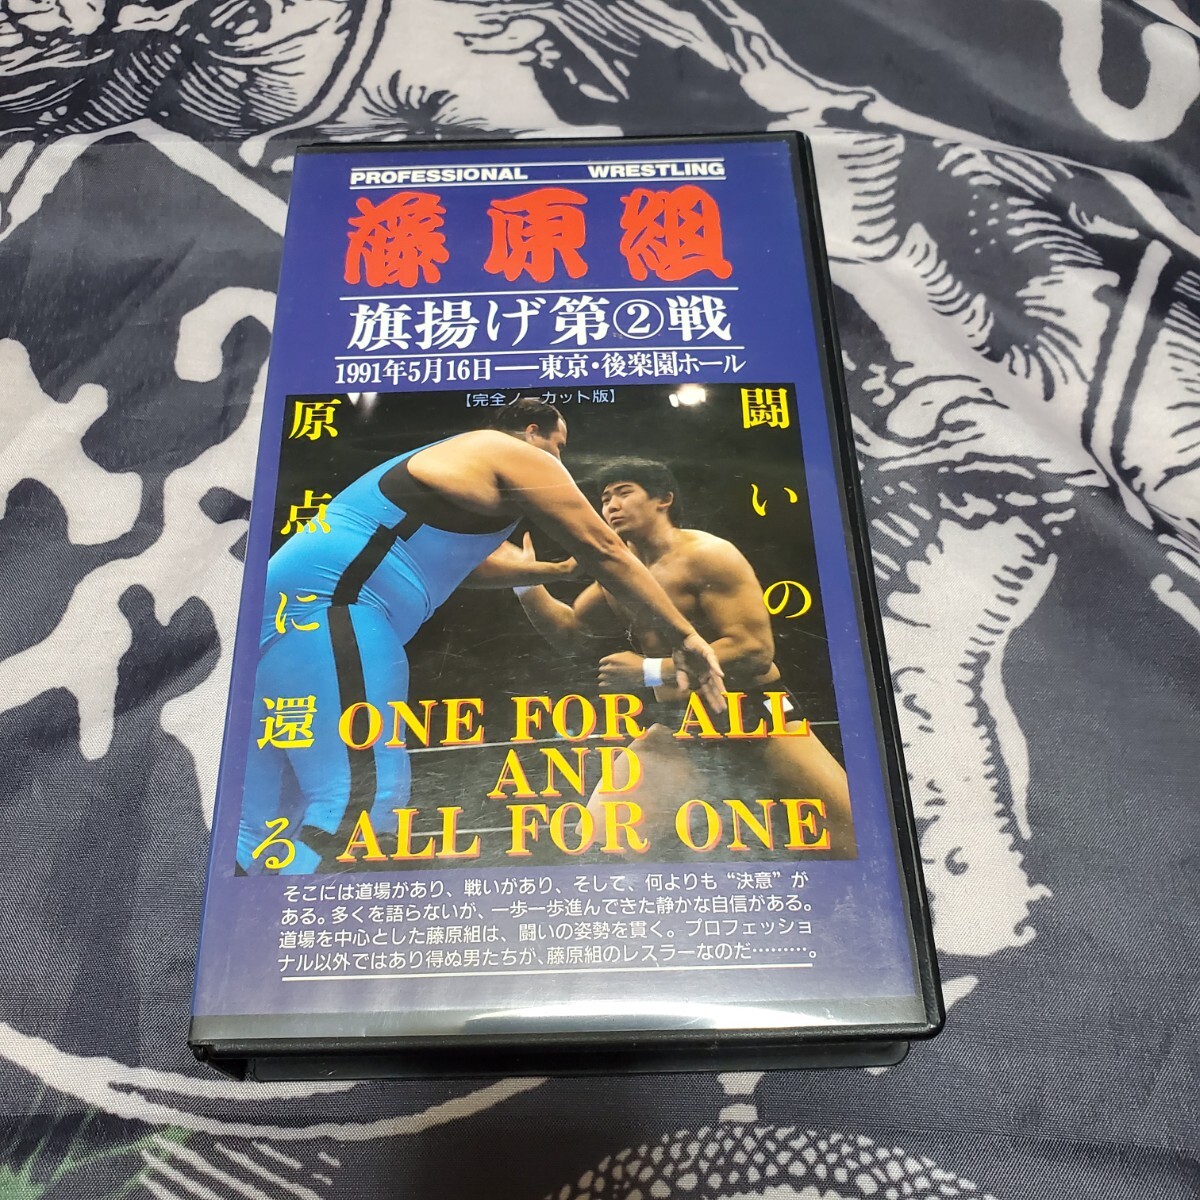 PROFESSIONAL WRESTLING
藤原組
旗揚げ第②戦
1991年5月16日——東京・後楽園ホール
【完全ノーカット版】
闘いの
原点に還る
ONE FOR ALL
AND
ALL FOR ONE
そこには道場があり、戦いがあり、そして、何よりも“決意”が
ある。多くを語らないが、一歩一歩進んできた静かな自信がある。
道場を中心とした藤原組は、闘いの姿勢を貫く。プロフェッショ
ナル以外ではあり得ぬ男たちが、藤原組のレスラーなのだ………。